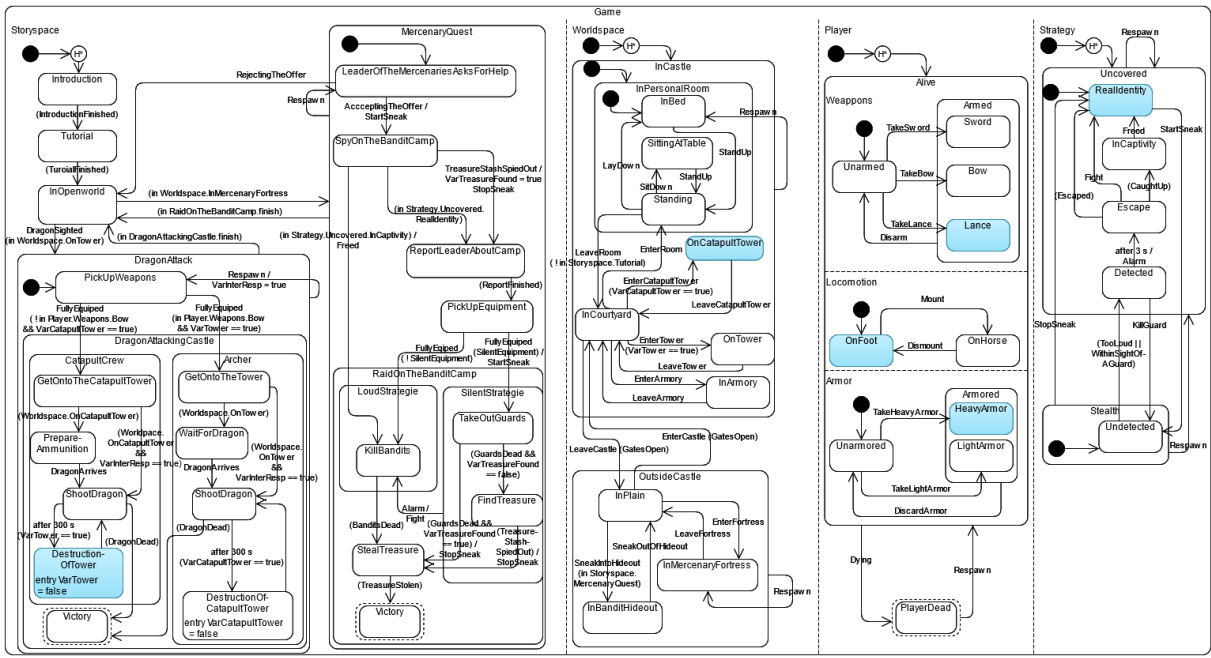 Game
Storyspace
H*
Introduction
(IntroductionFinished)
Tutorial
(TuroialFinished)
InOpenworld
RejectingTheOffer
(in Worldspace.InMercenaryFortress
(in RaidOnTheBanditCamp.finish)
DragonSighted
(in Worldspace.OnTower)
(in DragonAttackingCastle.finish)
DragonAttack
PickUpWeapons
Respawn /
VarInterResp = true
FullyEquiped
( ! in Player.Weapons.Bow
&& VarCatapultTower == true)
FullyEquiped
(in Player.Weapons.Bow
&& VarTower == true)
DragonAttackingCastle
CatapultCrew
GetOntoTheCatapultTower
(Worldspace.OnCatapultTower)
(Worldpace.
OnCatapultTower
&&
VarInterResp == true)
Prepare-
Ammunition
DragonArrives
ShootDragon
after 300 s
(VarTower == true)
(DragonDead)
Destruction-
OfTower
entry VarTower
= false
Victory
Archer
GetOntoTheTower
(Worldspace.OnTower)
(Worldspace.
OnTower
&&
VarInterResp == true)
WaitForDragon
DragonArrives
ShootDragon
(DragonDead)
after 300 s
(VarCatapultTower == true)
DestructionOf-
CatapultTower
entry VarCatapultTower
= false
MercenaryQuest
LeaderOfTheMercenariesAsksForHelp
Respawn
AccceptingTheOffer /
StartSneak
SpyOnTheBanditCamp
TreasureStashSpiedOut /
VarTreasureFound = true
StopSneak
(in Strategy.Uncovered.
RealIdentity)
(in Strategy.Uncovered.InCaptivity) /
Freed
ReportLeaderAboutCamp
(ReportFinished)
PickUpEquipment
FullyEqiped
( ! SilentEquipment)
FullyEquiped
(SilentEquipment) /
StartSneak
RaidOnTheBanditCamp
LoudStrategie
KillBandits
(BanditsDead)
SilentStrategie
TakeOutGuards
(GuardsDead &&
VarTreasureFound
== false)
FindTreasure
Alarm /
Fight
(GuardsDead &&
VarTreasureFound
== true) /
StopSneak
(Treasure-
Stash-
SpiedOut) /
StopSneak
StealTreasure
(TreasureStolen)
Victory
Worldspace
H*
InCastle
InPersonalRoom
InBed
Respawn
SittingAtTable
StandUp
LayDown
StandUp
SitDown
Standing
LeaveRoom
( ! in Storyspace.Tutorial)
EnterRoom
OnCatapultTower
EnterCatapultTower
(VarCatapultTower == true)
LeaveCatapultTower
InCourtyard
EnterTower
(VarTower == true)
OnTower
LeaveTower
EnterArmory
InArmory
LeaveArmory
EnterCastle (GatesOpen)
LeaveCastle (GatesOpen)
OutsideCastle
InPlain
EnterFortress
LeaveFortress
SneakOutOfHideout
SneakIntoHideout
(in Storyspace.
MercenaryQuest)
InMercenaryFortress
Respawn
InBanditHideout
Player
H*
Alive
Weappons
Armed
TakeSword
Sword
Unarmed
TakeBow
Bow
TakeLance
Lance
Disarm
Locomotion
Mount
OnFoot
OnHorse
Dismount
Armor
Armored
TakeHeavyArmor
HeavyArmor
Unarmored
LightArmor
TakeLightArmor
DiscardArmor
Dying
Respawn
PlayerDead
Strategy
H*
Respawn
Uncovered
RealIdentity
Freed
StartSneak
InCaptivity
Fight
(CaughtUp)
(Escaped)
Escape
after 3 s /
Alarm
Detected
StopSneak
KillGuard
(TooLoud ||
WithinSightOf-
AGuard)
Stealth
Undetected
Respawn